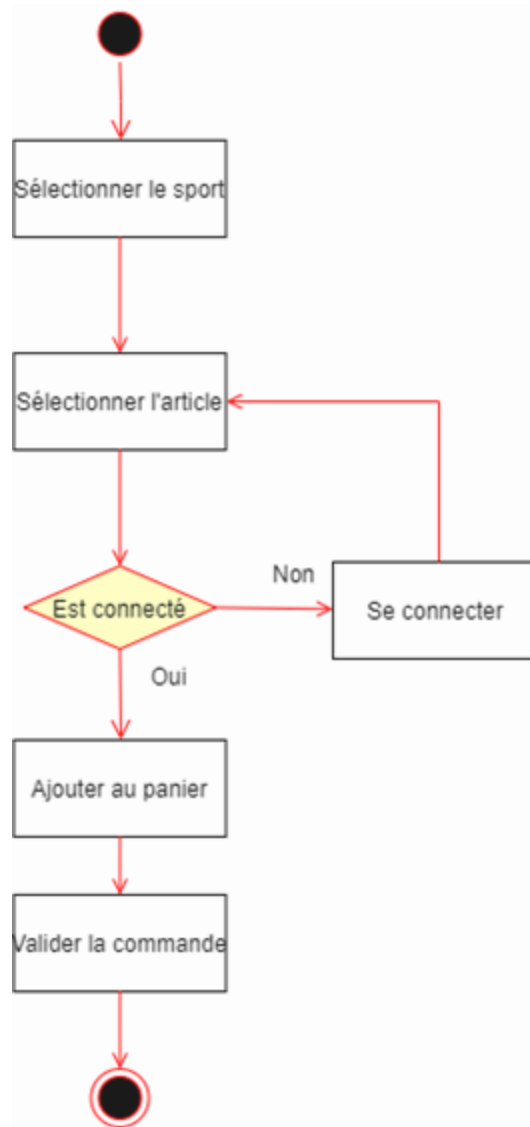 Sélectionner le sport
Sélectionner l'article
Est connecté
Non
Se connecter
Oui
Ajouter au panier
Valider la commande